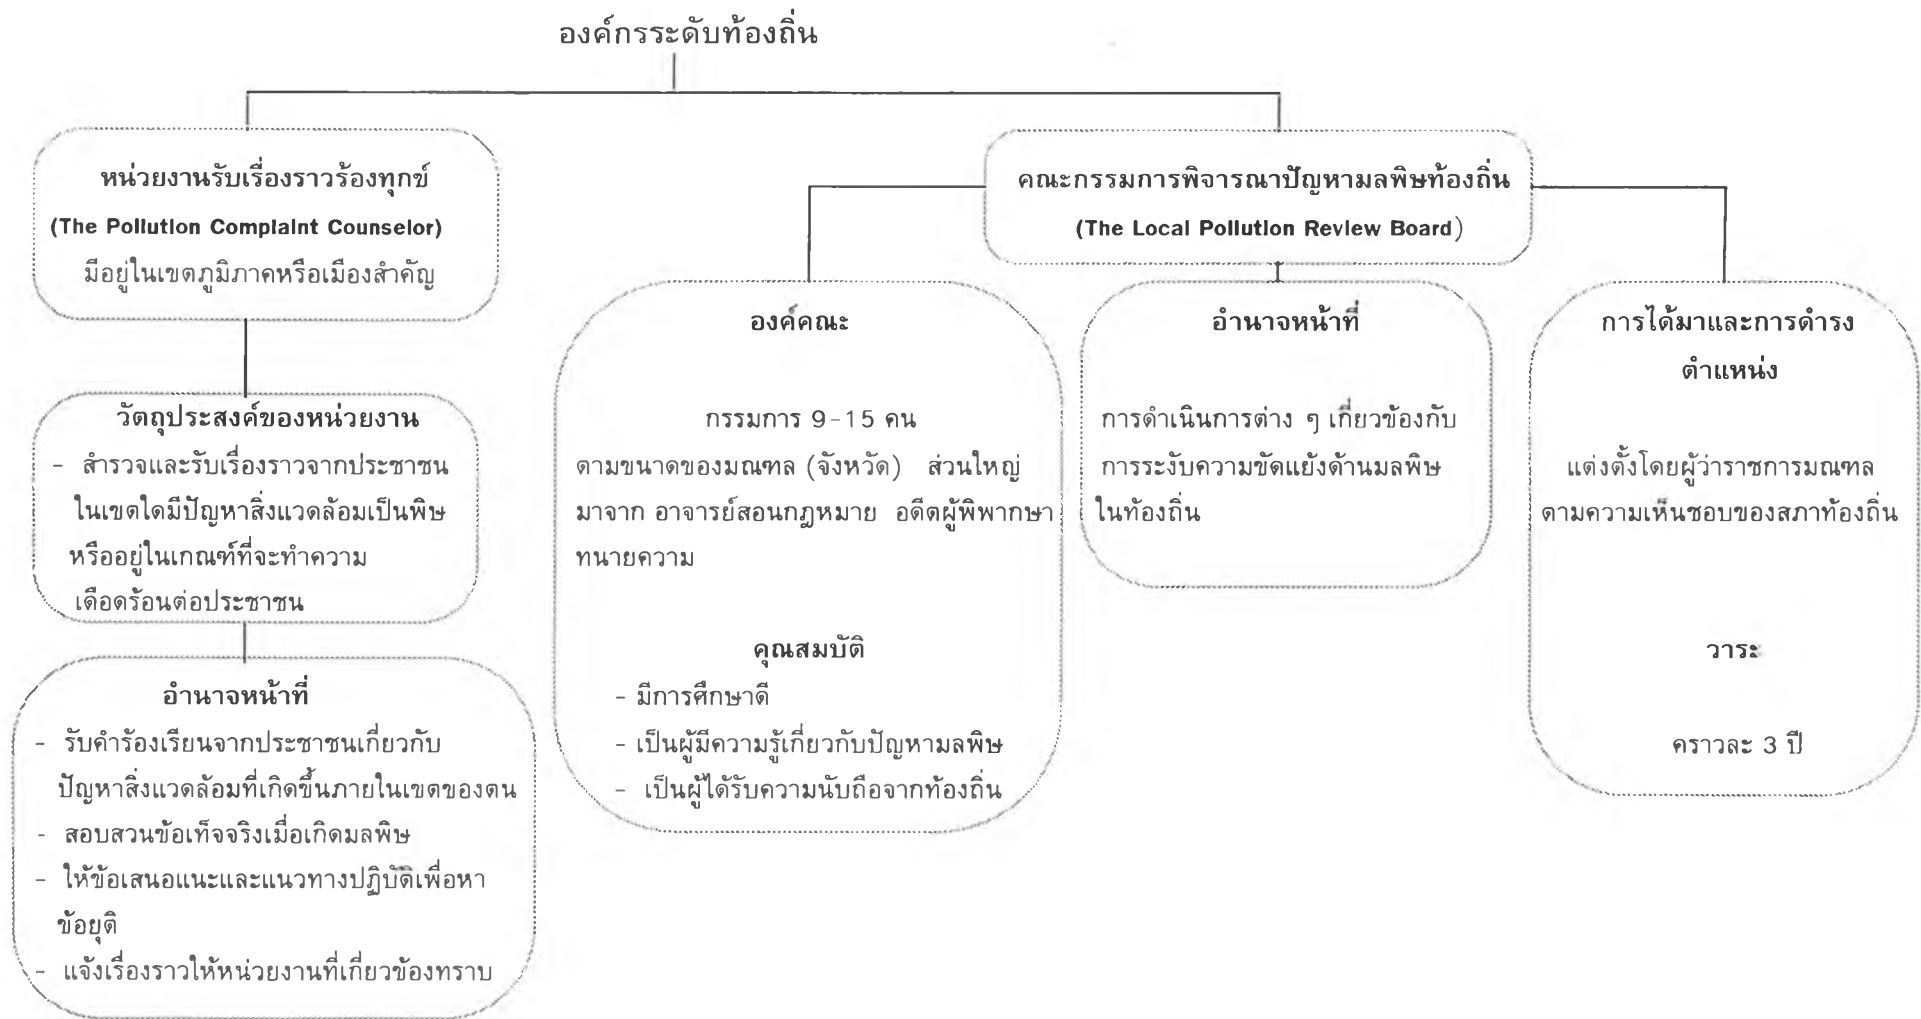 องค์กรระดับท้องถิ่น
หน่วยงานรับเรื่องราวร้องทุกข์
(The Pollution Complaint Counselor)
มีอยู่ในเขตภูมิภาคหรือเมืองสำคัญ
วัตถุประสงค์ของหน่วยงาน
- สำรวจและรับเรื่องราวจากประชาชน
ในเขตใดมีปัญหาสิ่งแวดล้อมเป็นพิษ
หรืออยู่ในเกณฑ์ที่จะทำความ
เดือดร้อนต่อประชาชน
อำนาจหน้าที่
- รับคำร้องเรียนจากประชาชนเกี่ยวกับ
ปัญหาสิ่งแวดล้อมที่เกิดขึ้นภายในเขตของตน
- สอบสวนข้อเท็จจริงเมื่อเกิดมลพิษ
- ให้ข้อเสนอแนะและแนวทางปฏิบัติเพื่อหา
ข้อยุติ
- แจ้งเรื่องราวให้หน่วยงานที่เกี่ยวข้องทราบ
คณะกรรมการพิจารณาปัญหามลพิษท้องถิ่น
(The Local Pollution Review Board)
องค์คณะ
กรรมการ 9-15 คน
ตามขนาดของมณฑล (จังหวัด) ส่วนใหญ่
มาจาก อาจารย์สอนกฎหมาย อดีตผู้พิพากษา
ทนายความ
คุณสมบัติ
- มีการศึกษาดี
- เป็นผู้มีความรู้เกี่ยวกับปัญหามลพิษ
- เป็นผู้ได้รับความนับถือจากท้องถิ่น
อำนาจหน้าที่
การดำเนินการต่าง ๆ เกี่ยวข้องกับ
การระงับความขัดแย้งด้านมลพิษ
ในท้องถิ่น
การได้มาและการดำรง
ตำแหน่ง
แต่งตั้งโดยผู้ว่าราชการมณฑล
ตามความเห็นชอบของสภาท้องถิ่น
วาระ
คราวละ 3 ปี